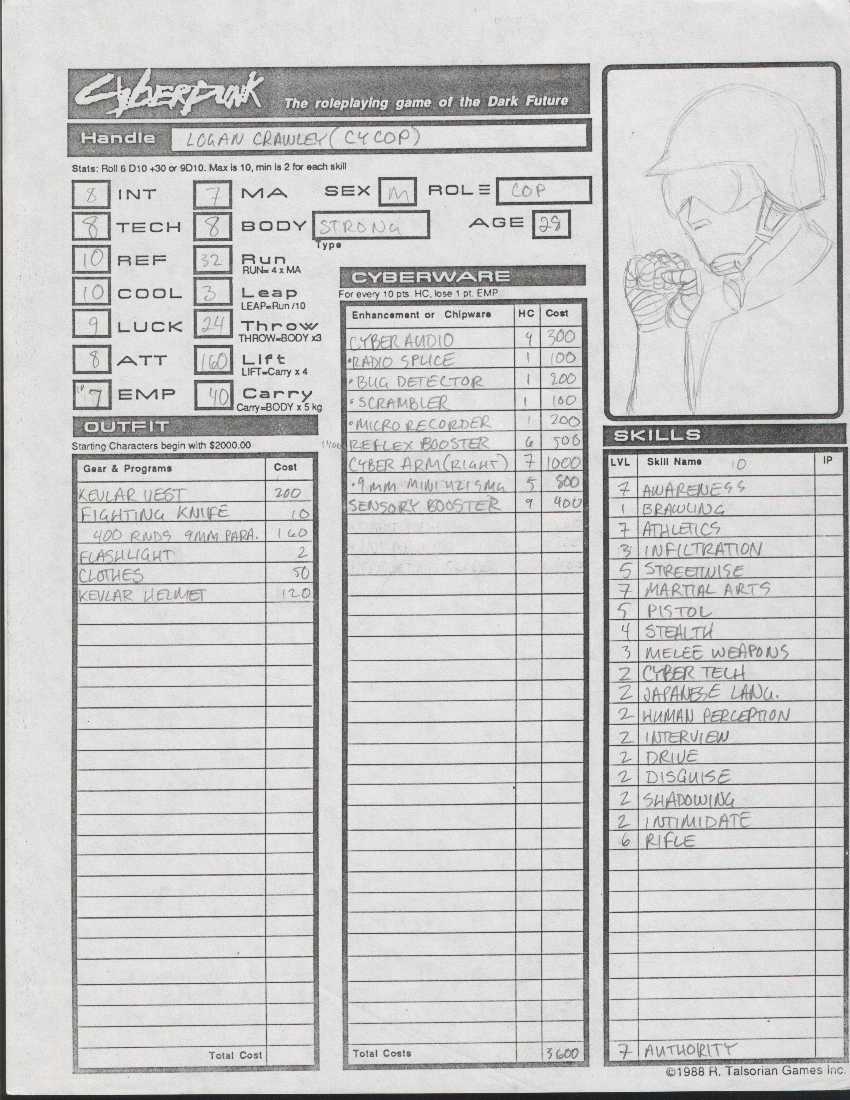 CYBERPUNK The roleplaying game of the Dark Future
Handle LOGAN CRAWLEY (CYCOP)
Stats: Roll 6 D10 +30 or 9D10. Max is 10, min is 2 for each skill
8 INT 7 MA SEX M ROLE COP
8 TECH 8 BODY STRONG AGE 28
Type
10 REF 32 Run
RUN= 4 x MA
10 COOL 3 Leap
LEAP=Run /10
9 LUCK 24 Throw
THROW=BODY x3
8 ATT 160 Lift
LIFT=Carry x 4
7 EMP 40 Carry
Carry=BODY x 5 kg
OUTFIT
Starting Characters begin with $2000.00
Gear & Programs Cost
KEVLAR VEST 200
FIGHTING KNIFE 10
400 RNDS 9MM PARA. 160
FLASHLIGHT 2
CLOTHES 50
KEVLAR HELMET 120
Total Cost
CYBERWARE
For every 10 pts. HC, lose 1 pt. EMP
Enhancement or Chipware HC Cost
CYBER AUDIO 4 300
•RADIO SPLICE 1 100
•BUG DETECTOR 1 200
•SCRAMBLER 1 100
•MICRO RECORDER 1 200
REFLEX BOOSTER 6 500
CYBER ARM (RIGHT) 7 1000
•9MM MINI UZI SMG 5 800
SENSORY BOOSTER 9 400
Total Costs 3600
SKILLS
LVL Skill Name 10 IP
7 AWARENESS
1 BRAWLING
7 ATHLETICS
3 INFILTRATION
5 STREETWISE
7 MARTIAL ARTS
5 PISTOL
4 STEALTH
3 MELEE WEAPONS
2 CYBER TECH
2 JAPANESE LANG.
2 HUMAN PERCEPTION
2 INTERVIEW
2 DRIVE
2 DISGUISE
2 SHADOWING
2 INTIMIDATE
6 RIFLE
7 AUTHORITY
©1988 R. Talsorian Games Inc.